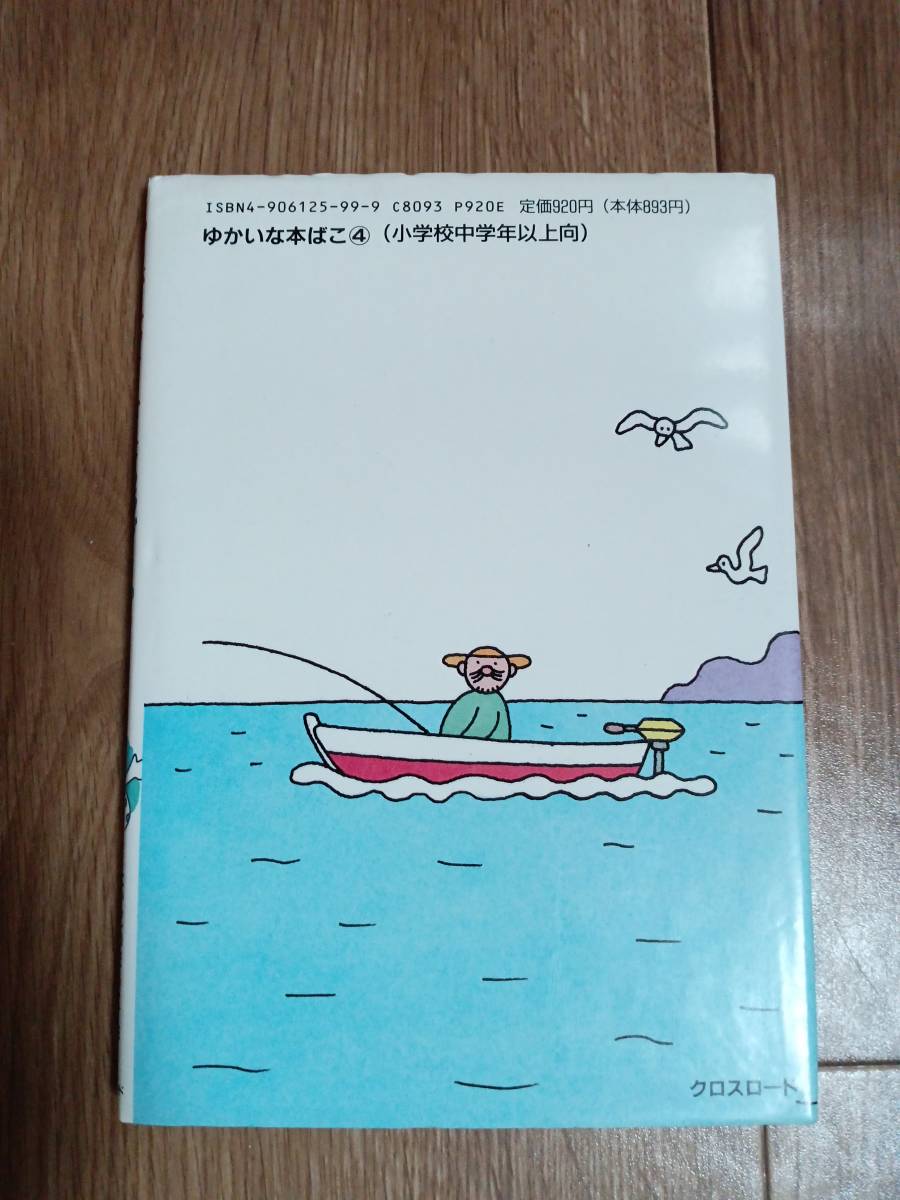 ISBN4-906125-99-9 C8093 P920E 定価920円（本体893円）
ゆかいな本ばこ④（小学校中学年以上向）
クロスロード